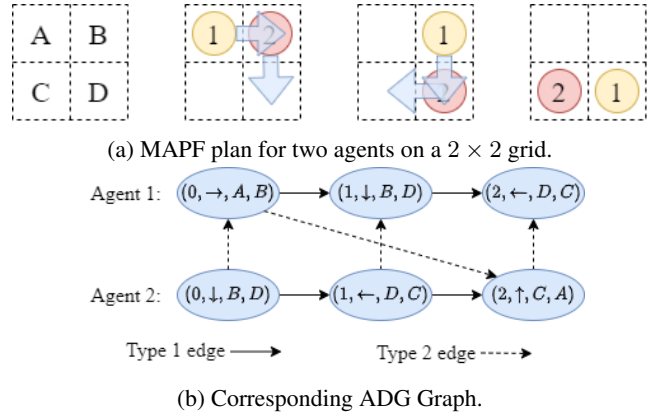 A B 1 2 1
C D 2 2 1
(a) MAPF plan for two agents on a 2 × 2 grid.
Agent 1: (0, →, A, B) (1, ↓, B, D) (2, ←, D, C)
Agent 2: (0, ↓, B, D) (1, ←, D, C) (2, ↑, C, A)
Type 1 edge Type 2 edge
(b) Corresponding ADG Graph.